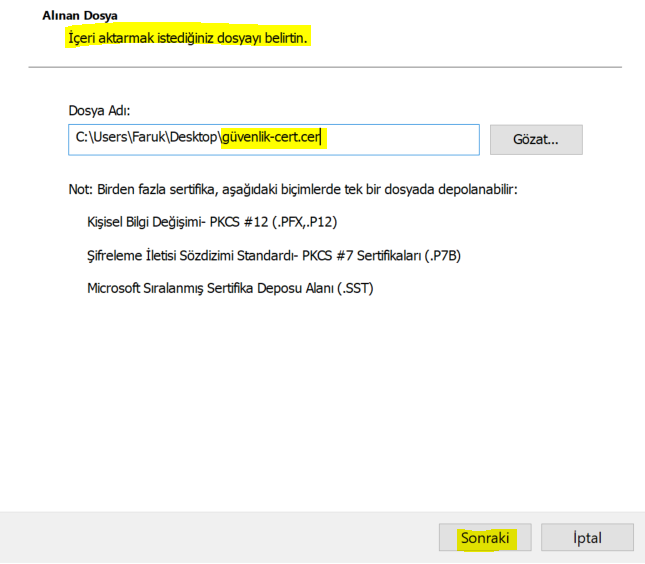 Alınan Dosya
İçeri aktarmak istediğiniz dosyayı belirtin.
Dosya Adı:
C:\Users\Faruk\Desktop\güvenlik-cert.cer
Gözat...
Not: Birden fazla sertifika, aşağıdaki biçimlerde tek bir dosyada depolanabilir:
Kişisel Bilgi Değişimi- PKCS #12 (.PFX,.P12)
Şifreleme İletisi Sözdizimi Standardı- PKCS #7 Sertifikaları (.P7B)
Microsoft Sıralanmış Sertifika Deposu Alanı (.SST)
Sonraki
İptal